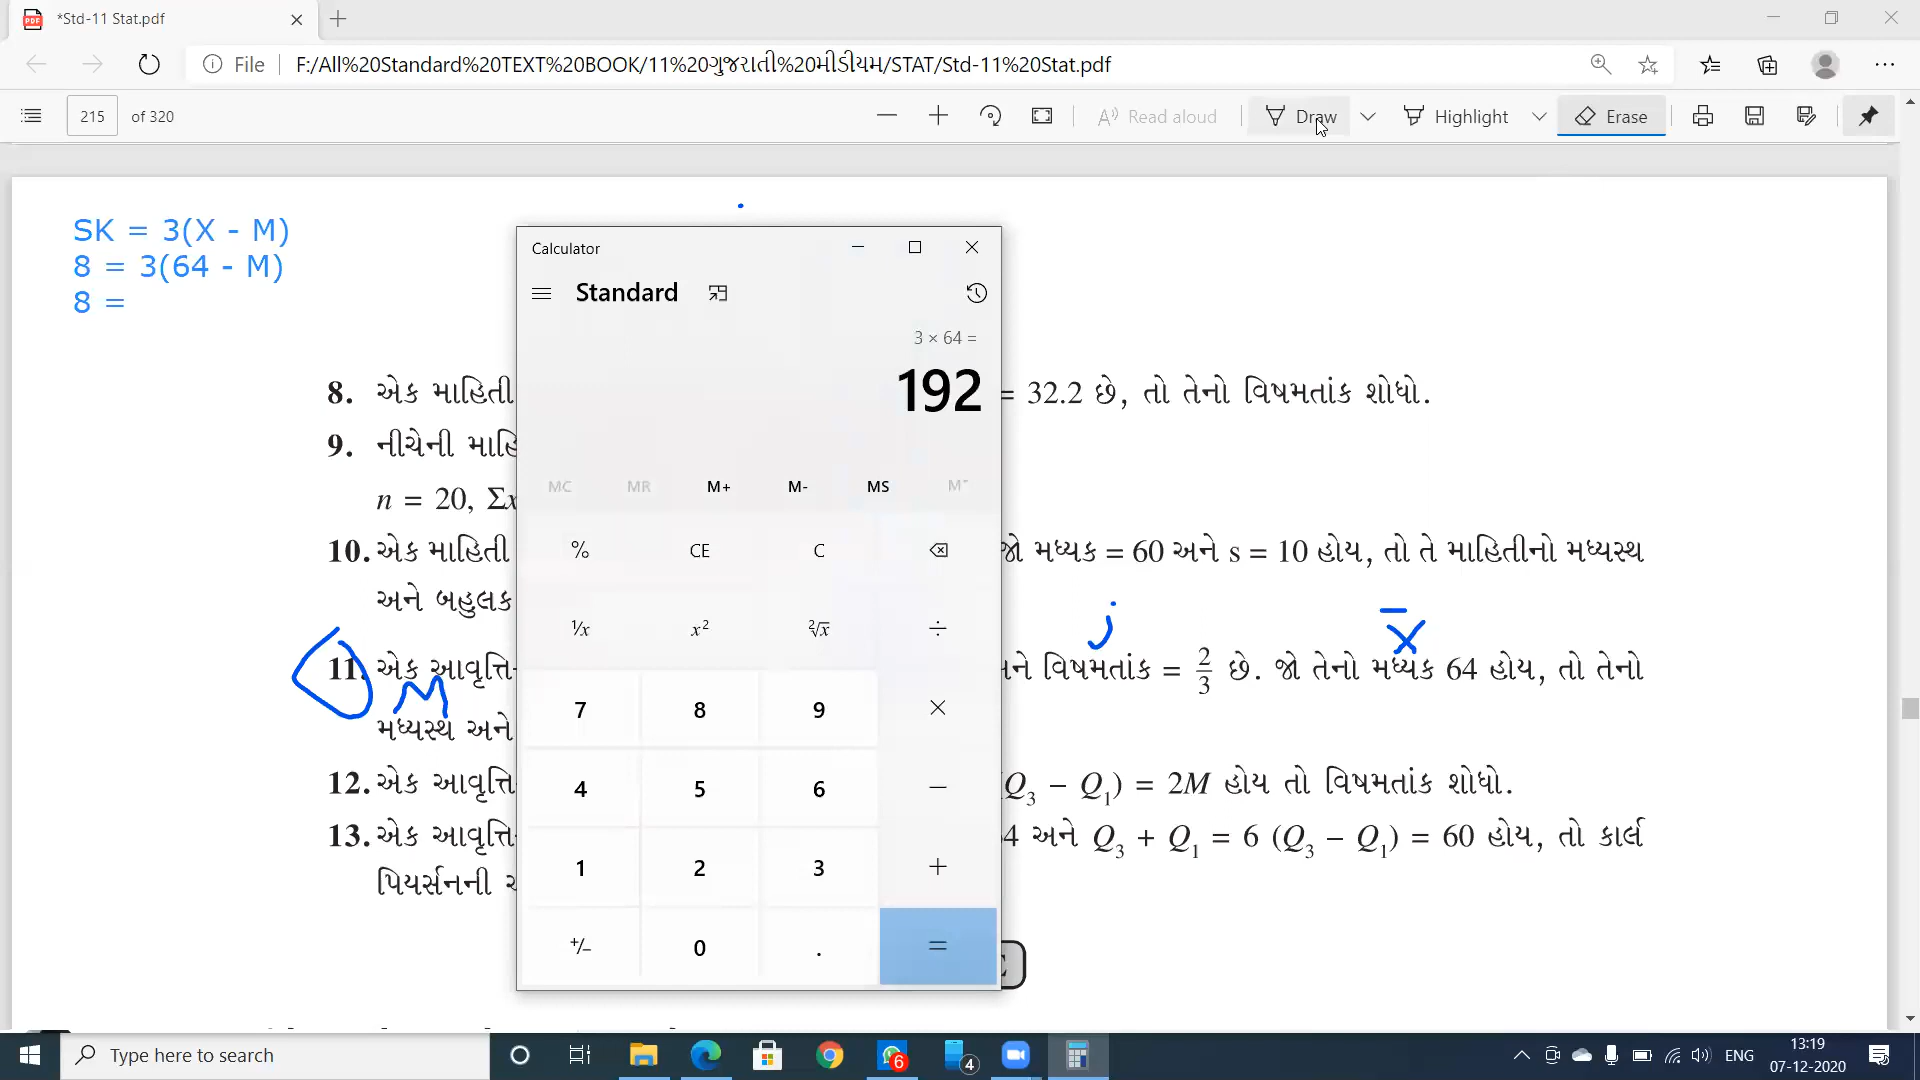 *Std-11 Stat.pdf
File F:/All%20Standard%20TEXT%20BOOK/11%20ગુજરાતી%20મીડીયમ/STAT/Std-11%20Stat.pdf
215 of 320 Read aloud Draw Highlight Erase
SK = 3(X - M)
8 = 3(64 - M)
8 =
Calculator
Standard
3 × 64 =
192
MC MR M+ M- MS M˅
% CE C
¹/x x² ²√x ÷
7 8 9 ×
4 5 6 −
1 2 3 +
+/− 0 . =
8. એક માહિતી = 32.2 છે, તો તેનો વિષમતાંક શોધો.
9. નીચેની
n = 20, Σx
10. એક માહિતી જો મધ્યક = 60 અને s = 10 હોય, તો તે માહિતીનો મધ્યસ્થ
અને બહુલક
j x̄
11. એક આવૃત્તિ- વિષમતાંક = 2/3 છે. જો તેનો મધ્યક 64 હોય, તો તેનો
M
મધ્યસ્થ અને
12. એક આવૃત્તિ- (Q₃ − Q₁) = 2M હોય તો વિષમતાંક શોધો.
13. એક આવૃત્તિ- 4 અને Q₃ + Q₁ = 6 (Q₃ − Q₁) = 60 હોય, તો કાર્લ
પિયર્સનની
Type here to search 6 4 ENG 13:19
07-12-2020